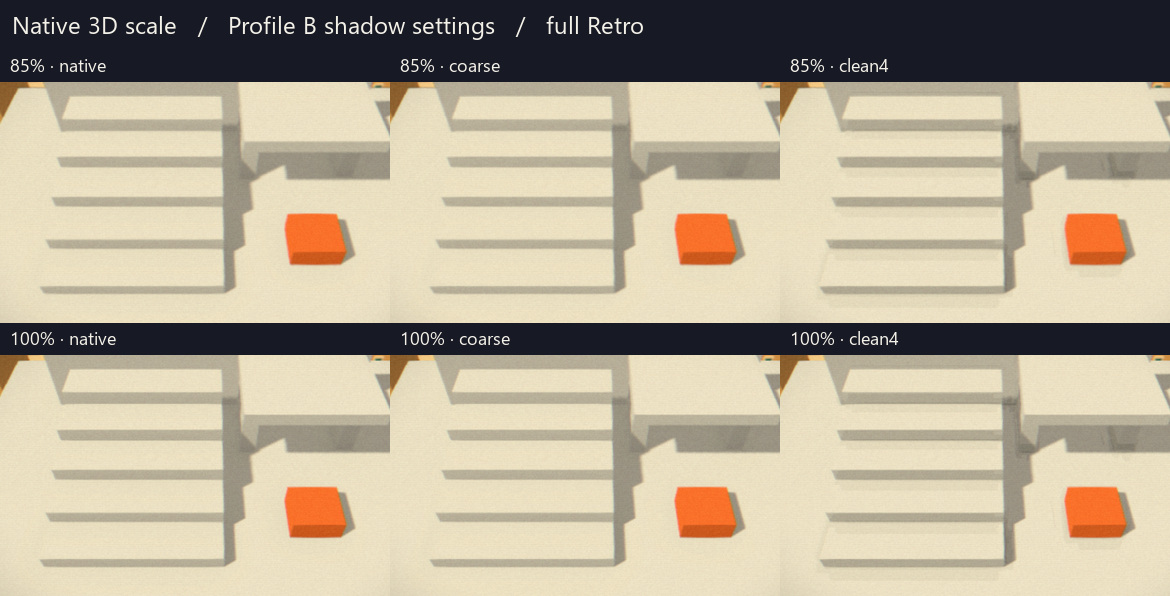 Native 3D scale / Profile B shadow settings / full Retro
85% · native
85% · coarse
85% · clean4
100% · native
100% · coarse
100% · clean4